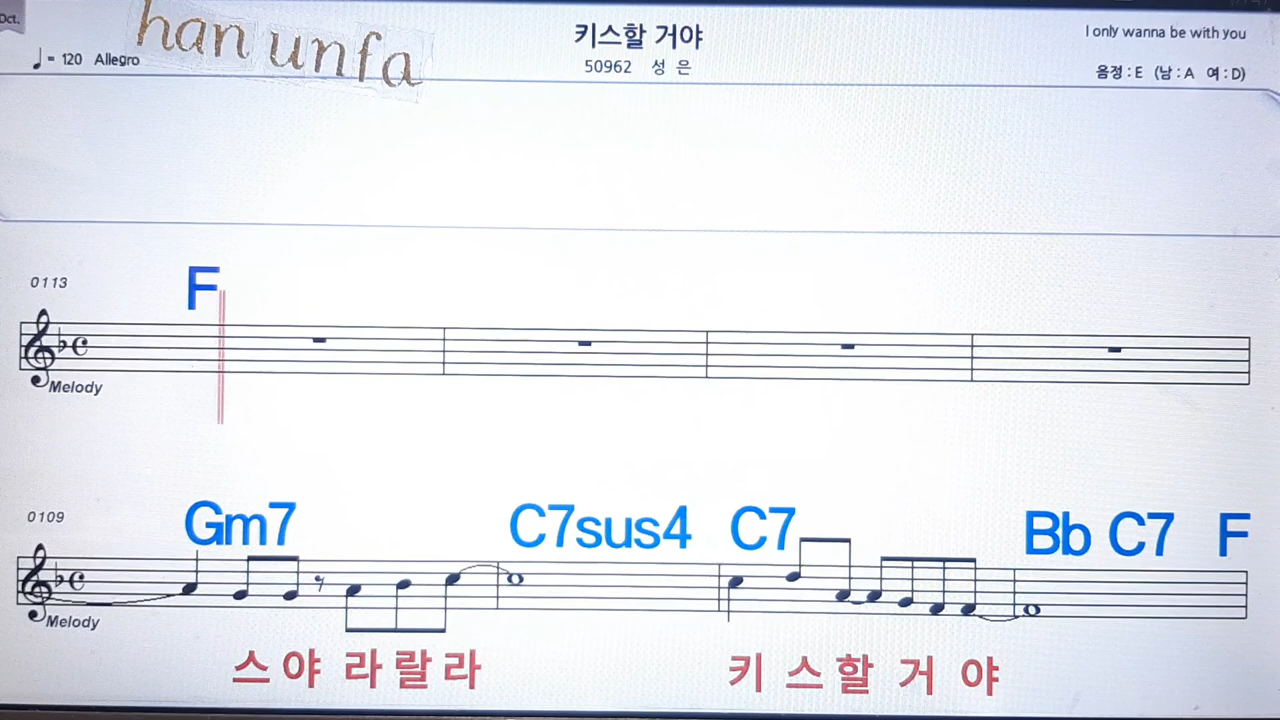 Oct.
han unfa
키스할 거야
I only wanna be with you
♩ = 120 Allegro
50962 성 은
음정 : E (남 : A 여 : D)
0113
F
Melody
0109
Gm7 C7sus4 C7 Bb C7 F
Melody
스 야 라 랄 라 키 스 할 거 야